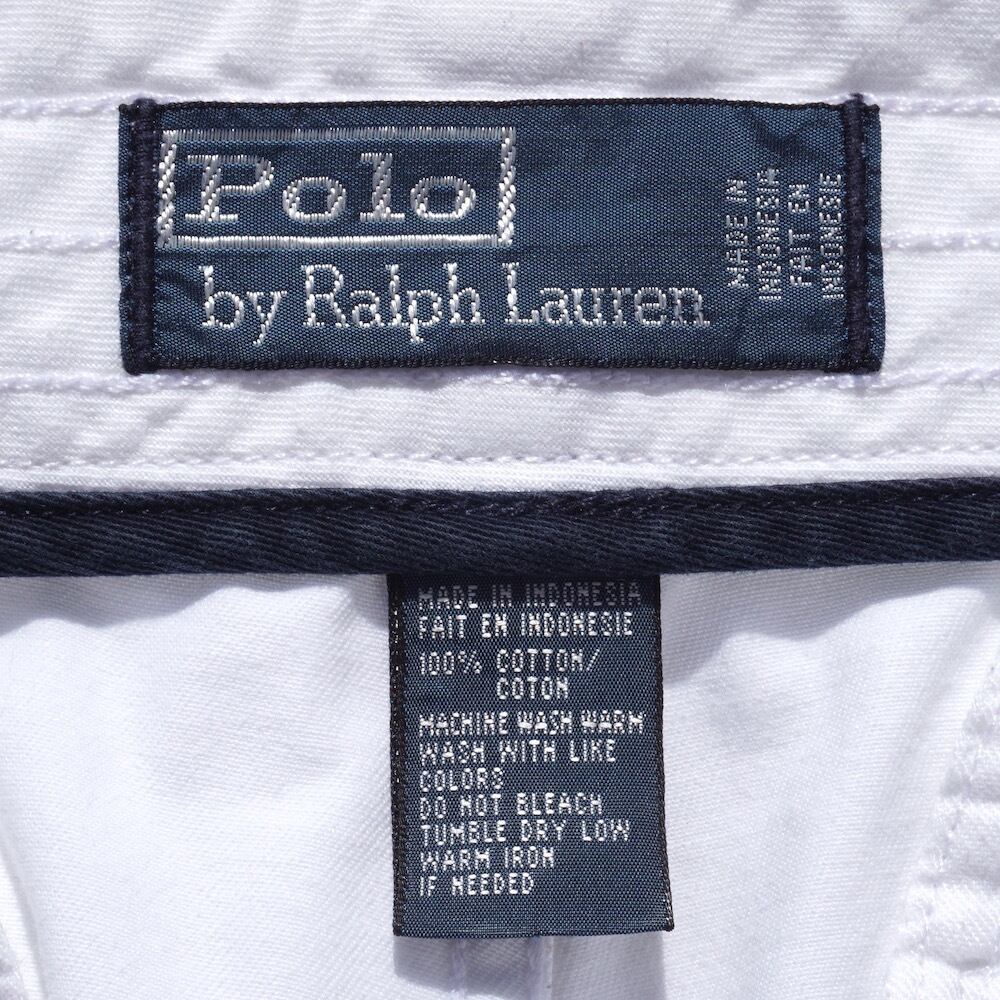 Polo
by Ralph Lauren
MADE IN
INDONESIA
FAIT EN
INDONESIE
MADE IN INDONESIA
FAIT EN INDONESIE
100% COTTON/
COTON
MACHINE WASH WARM
WASH WITH LIKE
COLORS
DO NOT BLEACH
TUMBLE DRY LOW
WARM IRON
IF NEEDED